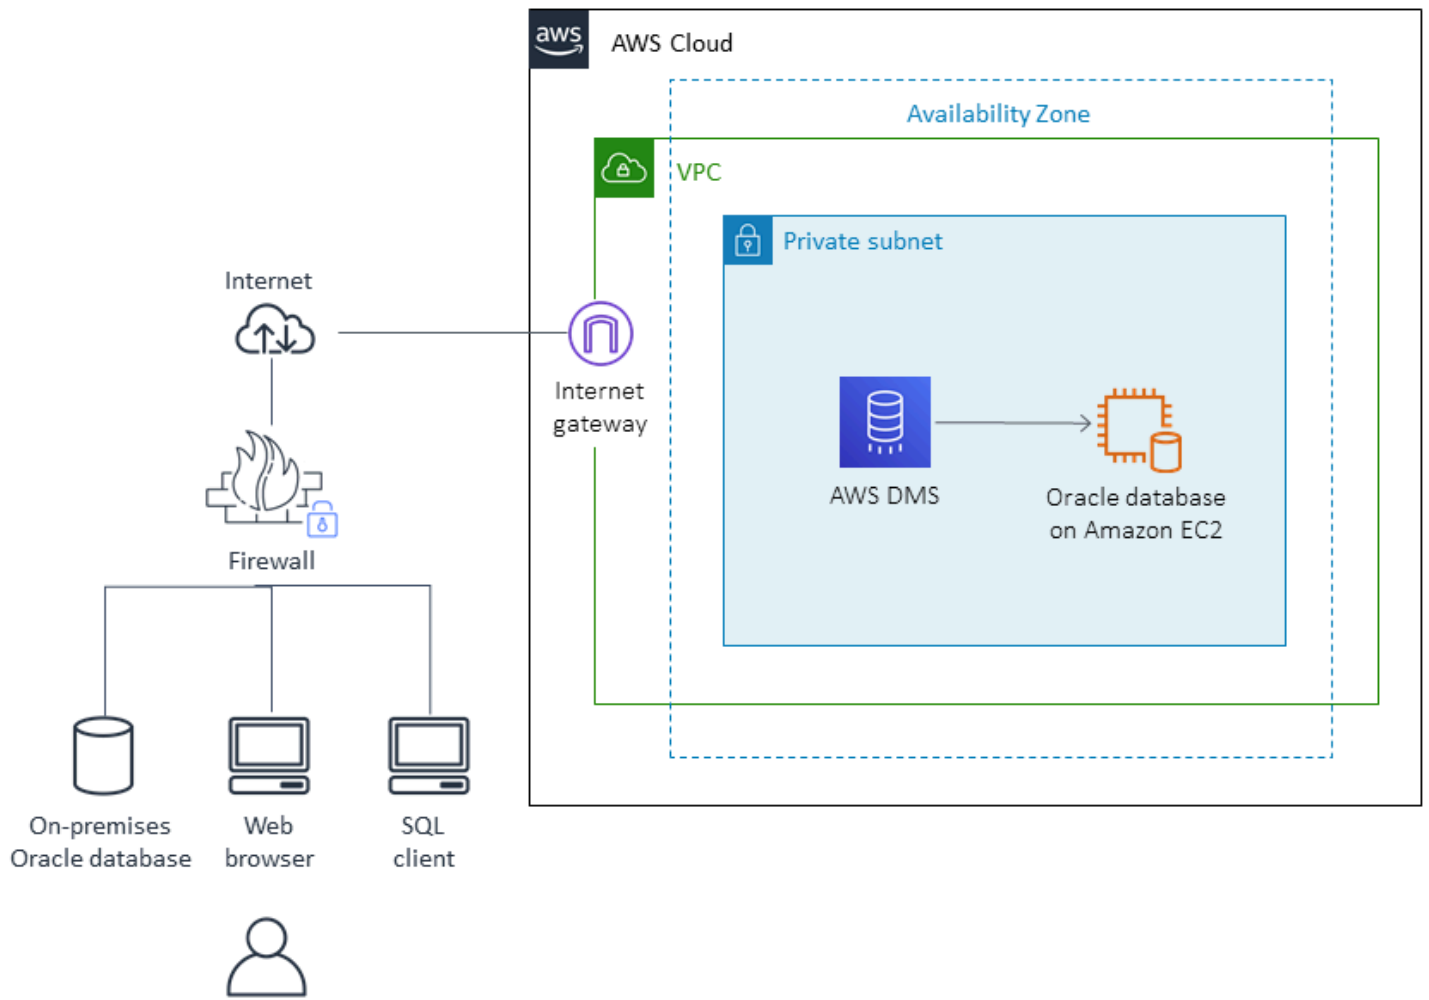 aws
AWS Cloud
Availability Zone
VPC
Private subnet
Internet
Internet
gateway
AWS DMS
Oracle database
on Amazon EC2
Firewall
On-premises
Oracle database
Web
browser
SQL
client